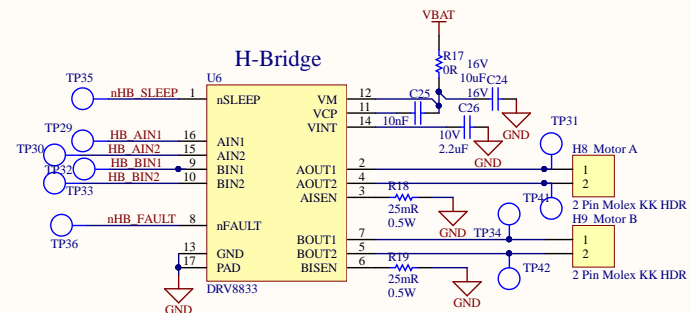 VBAT
H-Bridge
R17
0R
16V
10uF
C24
TP35
U6
nHB_SLEEP
1
nSLEEP
VM
12
C25
16V
VCP
11
C26
VINT
14
10nF
10V
2.2uF
GND
GND
TP31
TP29
HB_AIN1
16
AIN1
TP30
HB_AIN2
15
AIN2
TP32
HB_BIN1
9
BIN1
TP33
HB_BIN2
10
BIN2
H8 Motor A
AOUT1
2
1
AOUT2
4
2
AISEN
3
R18
25mR
0.5W
GND
TP41
2 Pin Molex KK HDR
nHB_FAULT
8
nFAULT
TP36
TP34
H9 Motor B
BOUT1
7
1
BOUT2
5
2
BISEN
6
R19
25mR
0.5W
GND
TP42
2 Pin Molex KK HDR
13
GND
17
PAD
DRV8833
GND